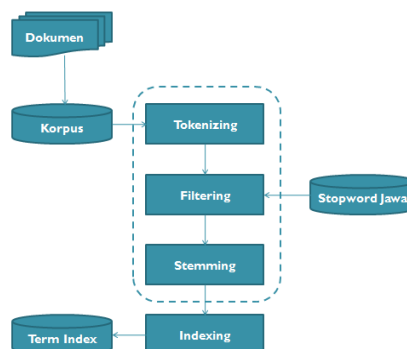 Dokumen
Korpus
Tokenizing
Filtering
Stopword Jawa
Stemming
Indexing
Term Index